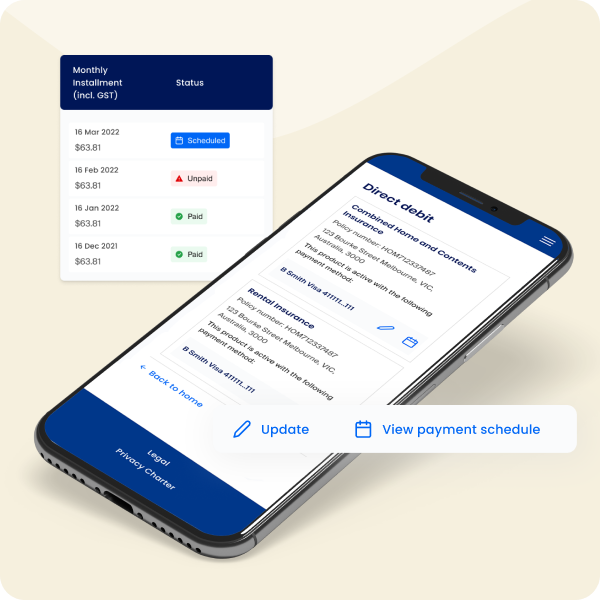 Monthly
Installment
(incl. GST)
Status
16 Mar 2022
$63.81
Scheduled
16 Feb 2022
$63.81
Unpaid
16 Jan 2022
$63.81
Paid
16 Dec 2021
$63.81
Paid
Direct debit
Combined Home and Contents
Insurance
Policy number: HOM712337487
123 Bourke Street Melbourne, VIC,
Australia, 3000
This product is active with the following
payment method:
B Smith Visa 411111...111
Rental Insurance
Policy number: HOM712337487
123 Bourke Street Melbourne, VIC,
Australia, 3000
This product is active with the following
payment method:
B Smith Visa 41111...111
← Back to home
Update
View payment schedule
Legal
Privacy Charter